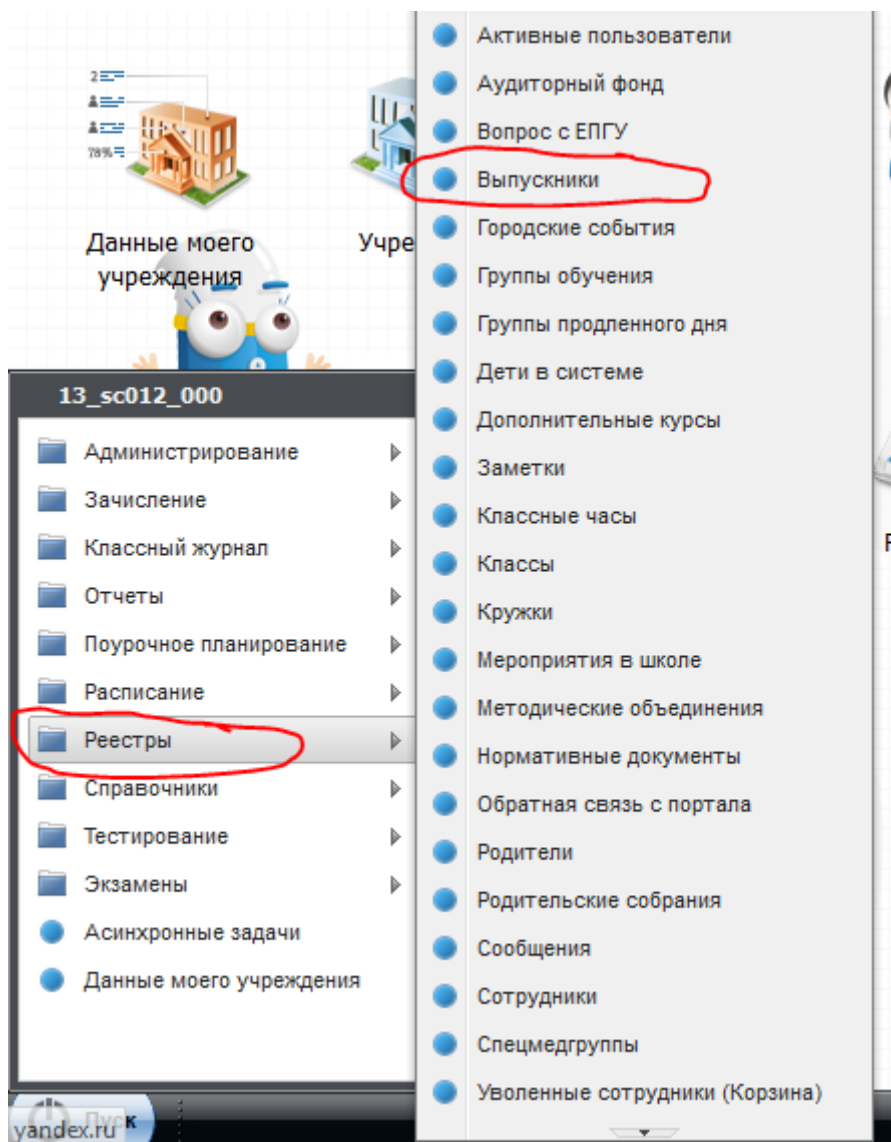 2
78%
Данные моего
учреждения
Учре
13_sc012_000
Администрирование
Зачисление
Классный журнал
Отчеты
Поурочное планирование
Расписание
Реестры
Справочники
Тестирование
Экзамены
Асинхронные задачи
Данные моего учреждения
Пуск
yandex.ru
Активные пользователи
Аудиторный фонд
Вопрос с ЕПГУ
Выпускники
Городские события
Группы обучения
Группы продленного дня
Дети в системе
Дополнительные курсы
Заметки
Классные часы
Классы
Кружки
Мероприятия в школе
Методические объединения
Нормативные документы
Обратная связь с портала
Родители
Родительские собрания
Сообщения
Сотрудники
Спецмедгруппы
Уволенные сотрудники (Корзина)